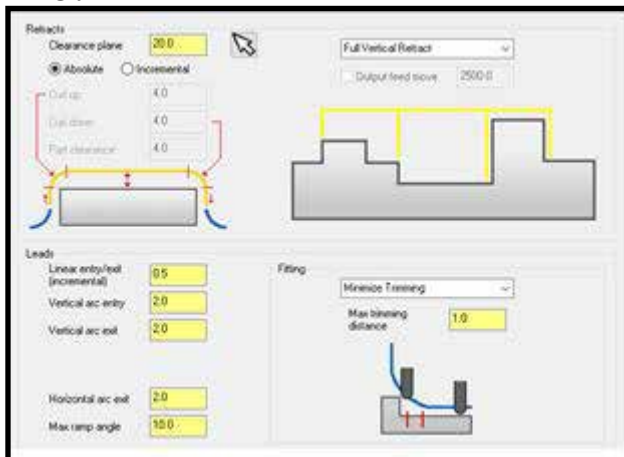 Retracts
Clearance plane 20.0
Absolute Incremental
Curl up 4.0
Curl down 4.0
Part clearance 4.0
Full Vertical Retract
Output feed move 2500.0
Leads
Linear entry/exit
(incremental) 0.5
Vertical arc entry 2.0
Vertical arc exit 2.0
Horizontal arc exit 2.0
Max ramp angle 10.0
Fitting
Minimize Trimming
Max trimming
distance 1.0